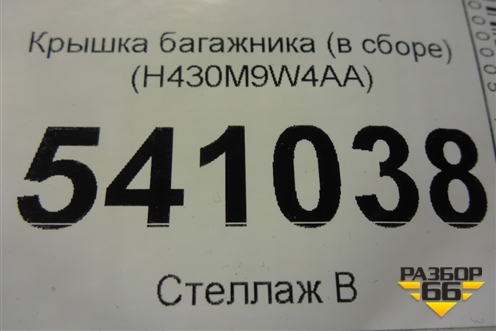 Крышка багажника (в сборе)
(H430M9W4AA)
541038
Стеллаж В
РАЗБОР
66